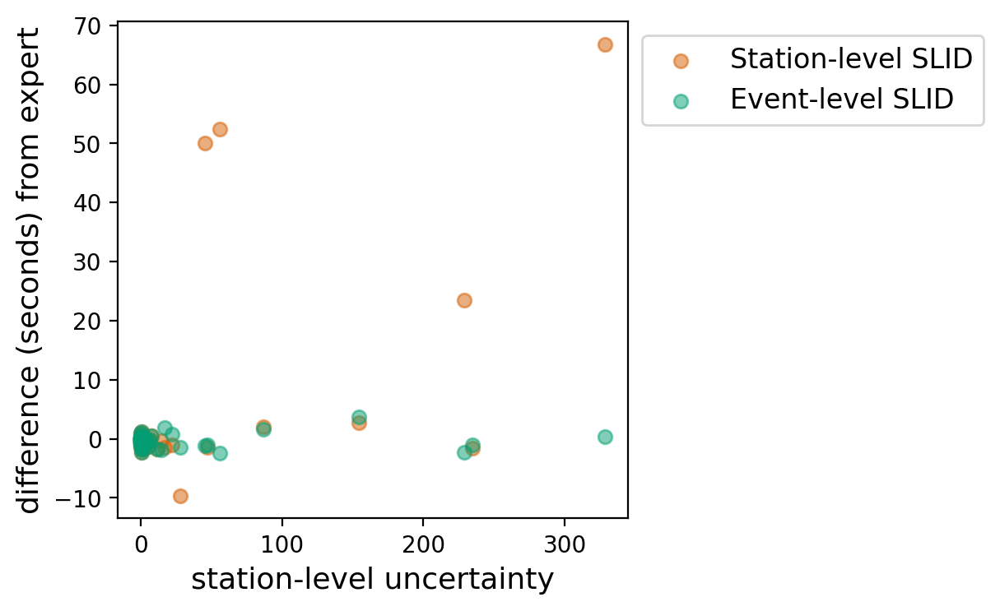 70
60
50
40
30
20
10
0
−10
difference (seconds) from expert
0 100 200 300
station-level uncertainty
Station-level SLID
Event-level SLID